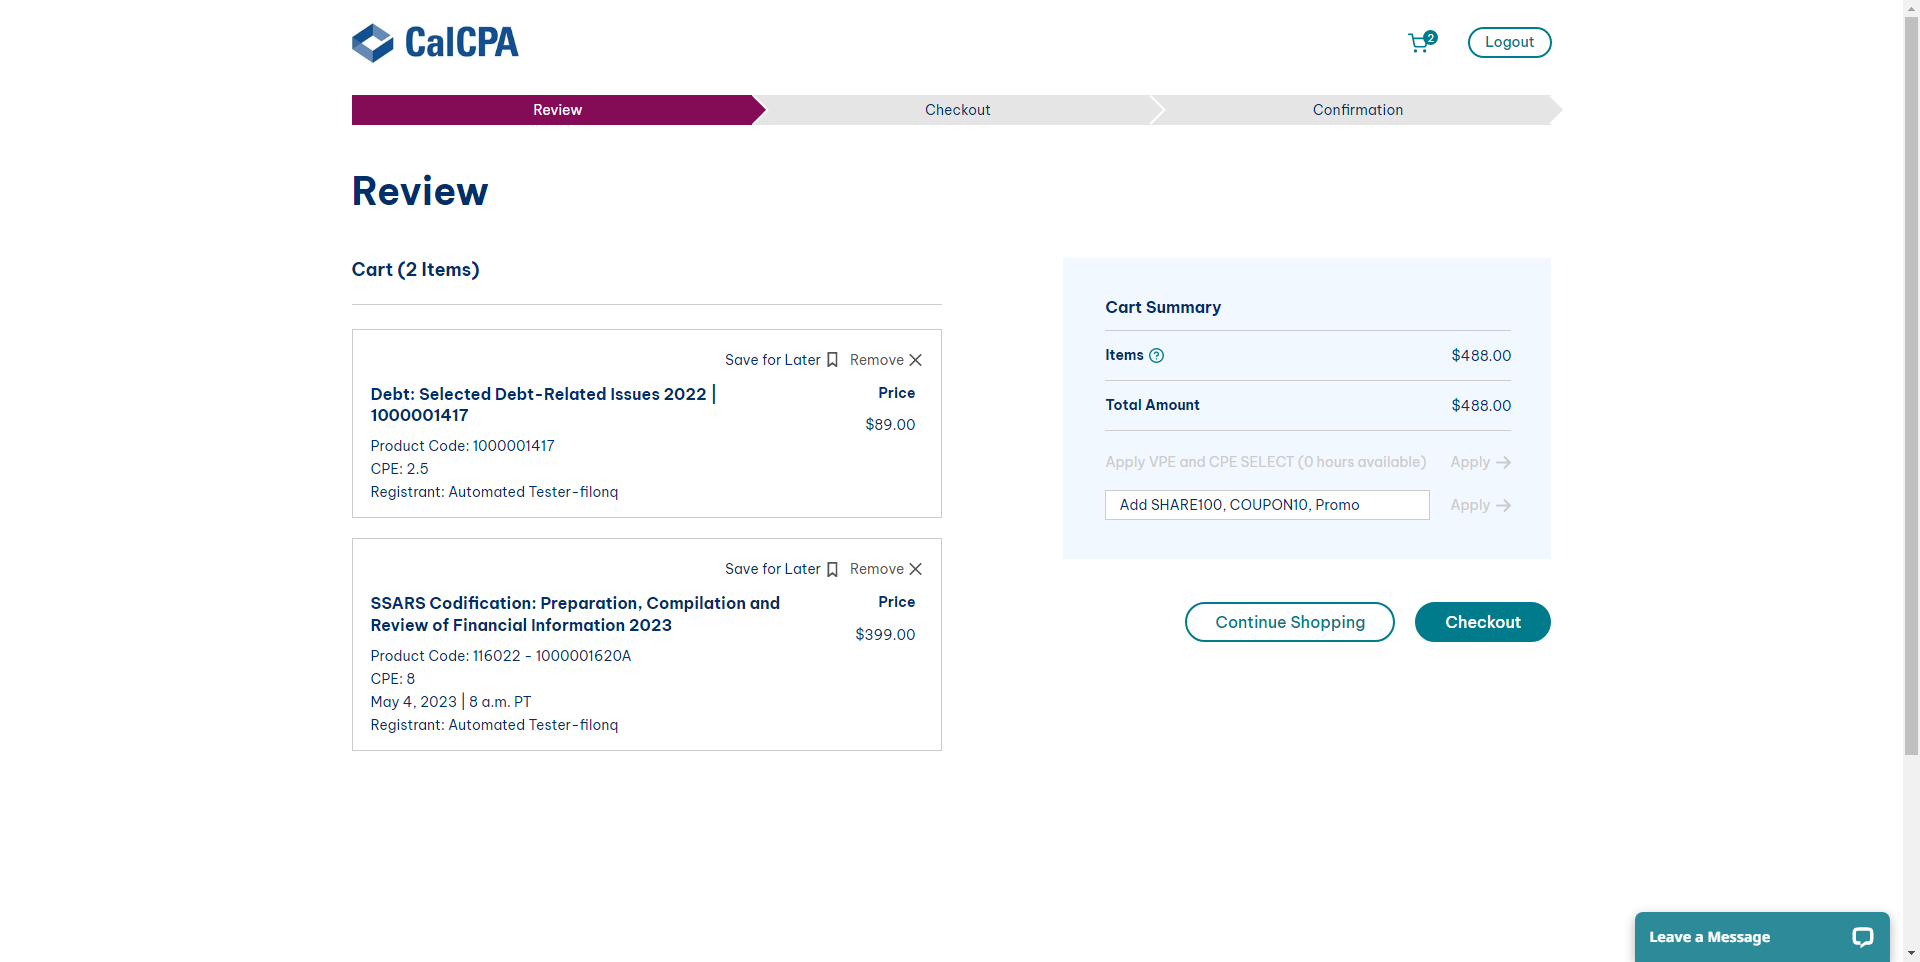 CalCPA
2
Logout
Review
Checkout
Confirmation
Review
Cart (2 Items)
Save for Later
Remove
Debt: Selected Debt-Related Issues 2022 |
1000001417
Price
$89.00
Product Code: 1000001417
CPE: 2.5
Registrant: Automated Tester-filonq
Save for Later
Remove
SSARS Codification: Preparation, Compilation and
Review of Financial Information 2023
Price
$399.00
Product Code: 116022 - 1000001620A
CPE: 8
May 4, 2023 | 8 a.m. PT
Registrant: Automated Tester-filonq
Cart Summary
Items ? $488.00
Total Amount $488.00
Apply VPE and CPE SELECT (0 hours available) Apply
Add SHARE100, COUPON10, Promo Apply
Continue Shopping
Checkout
Leave a Message